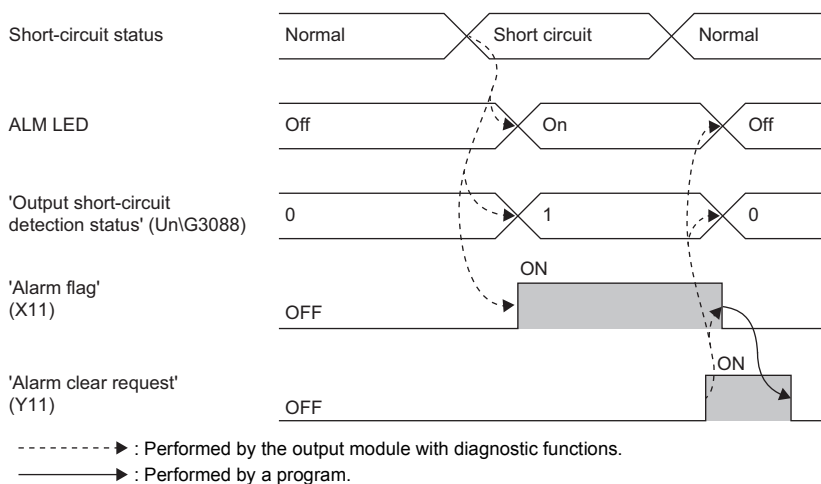 Short-circuit status
Normal
Short circuit
Normal
ALM LED
Off
On
Off
'Output short-circuit
detection status' (Un\G3088)
0
1
0
ON
'Alarm flag'
(X11)
OFF
ON
'Alarm clear request'
(Y11)
OFF
: Performed by the output module with diagnostic functions.
: Performed by a program.